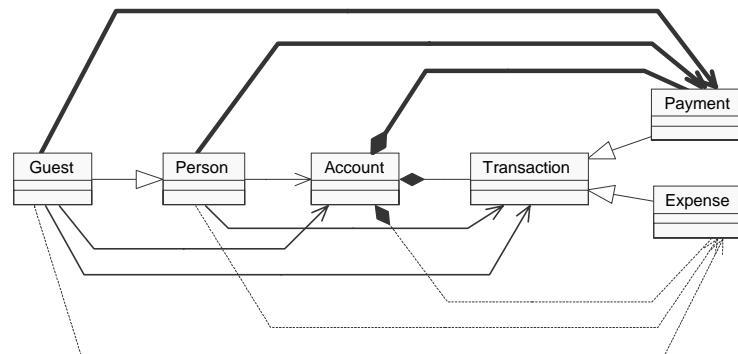 Payment
Guest
Person
Account
Transaction
Expense